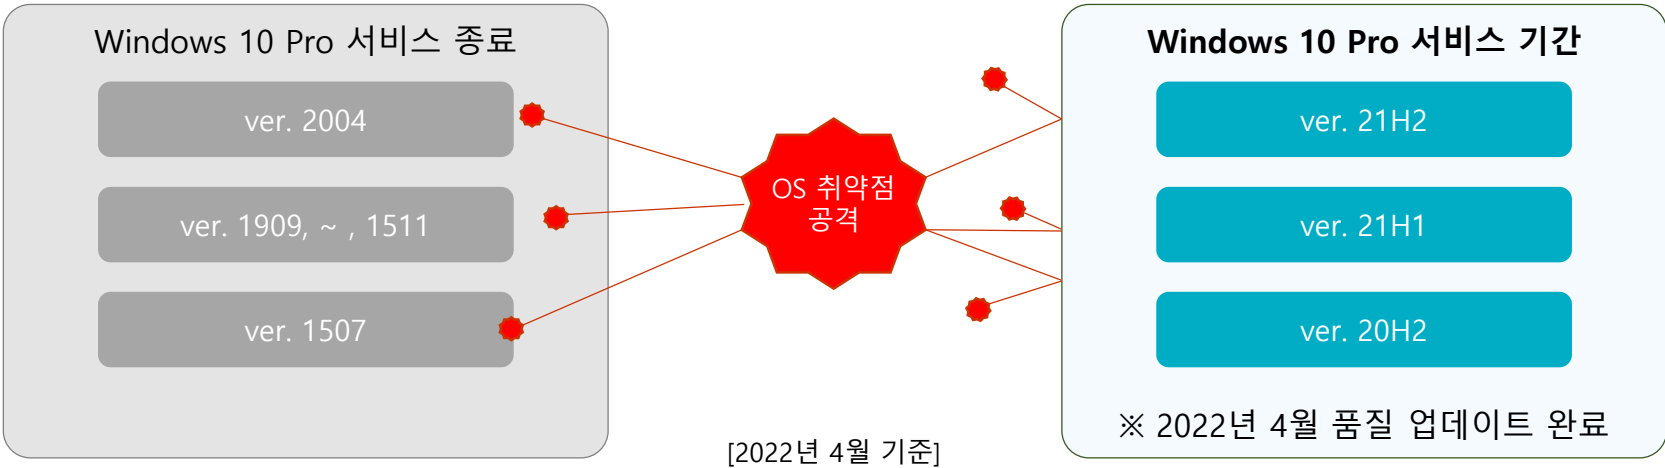 Windows 10 Pro 서비스 종료
ver. 2004
ver. 1909, ~ , 1511
ver. 1507
OS 취약점
공격
[2022년 4월 기준]
Windows 10 Pro 서비스 기간
ver. 21H2
ver. 21H1
ver. 20H2
※ 2022년 4월 품질 업데이트 완료